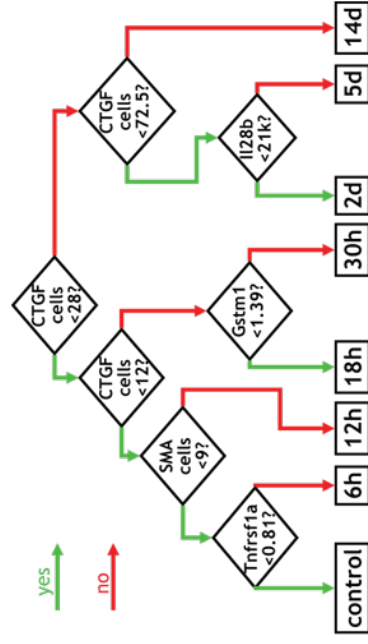 yes
no
CTGF
cells
<28?
CTGF
cells
<12?
CTGF
cells
<72.5?
SMA
cells
<9?
Gstm1
<1.39?
Il28b
<21k?
Tnfrsf1a
<0.81?
control
6h
12h
18h
30h
2d
5d
14d